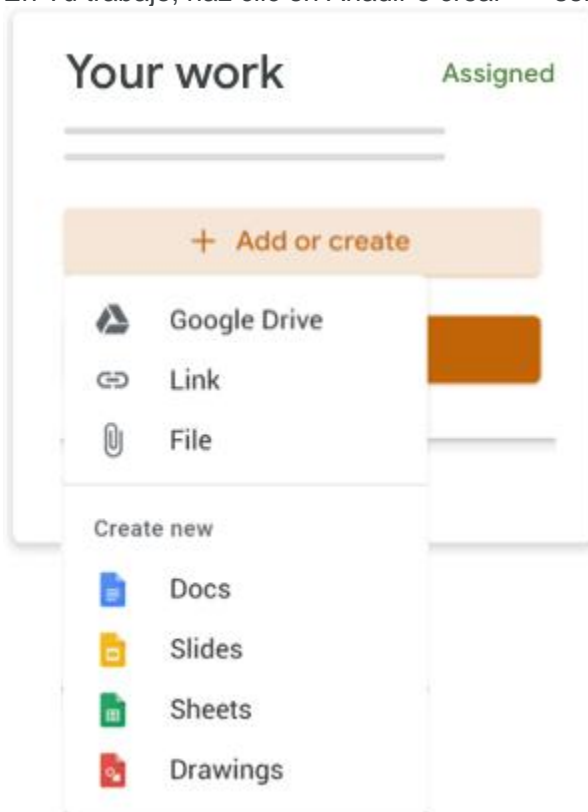 Your work
Assigned
+ Add or create
Google Drive
Link
File
Create new
Docs
Slides
Sheets
Drawings